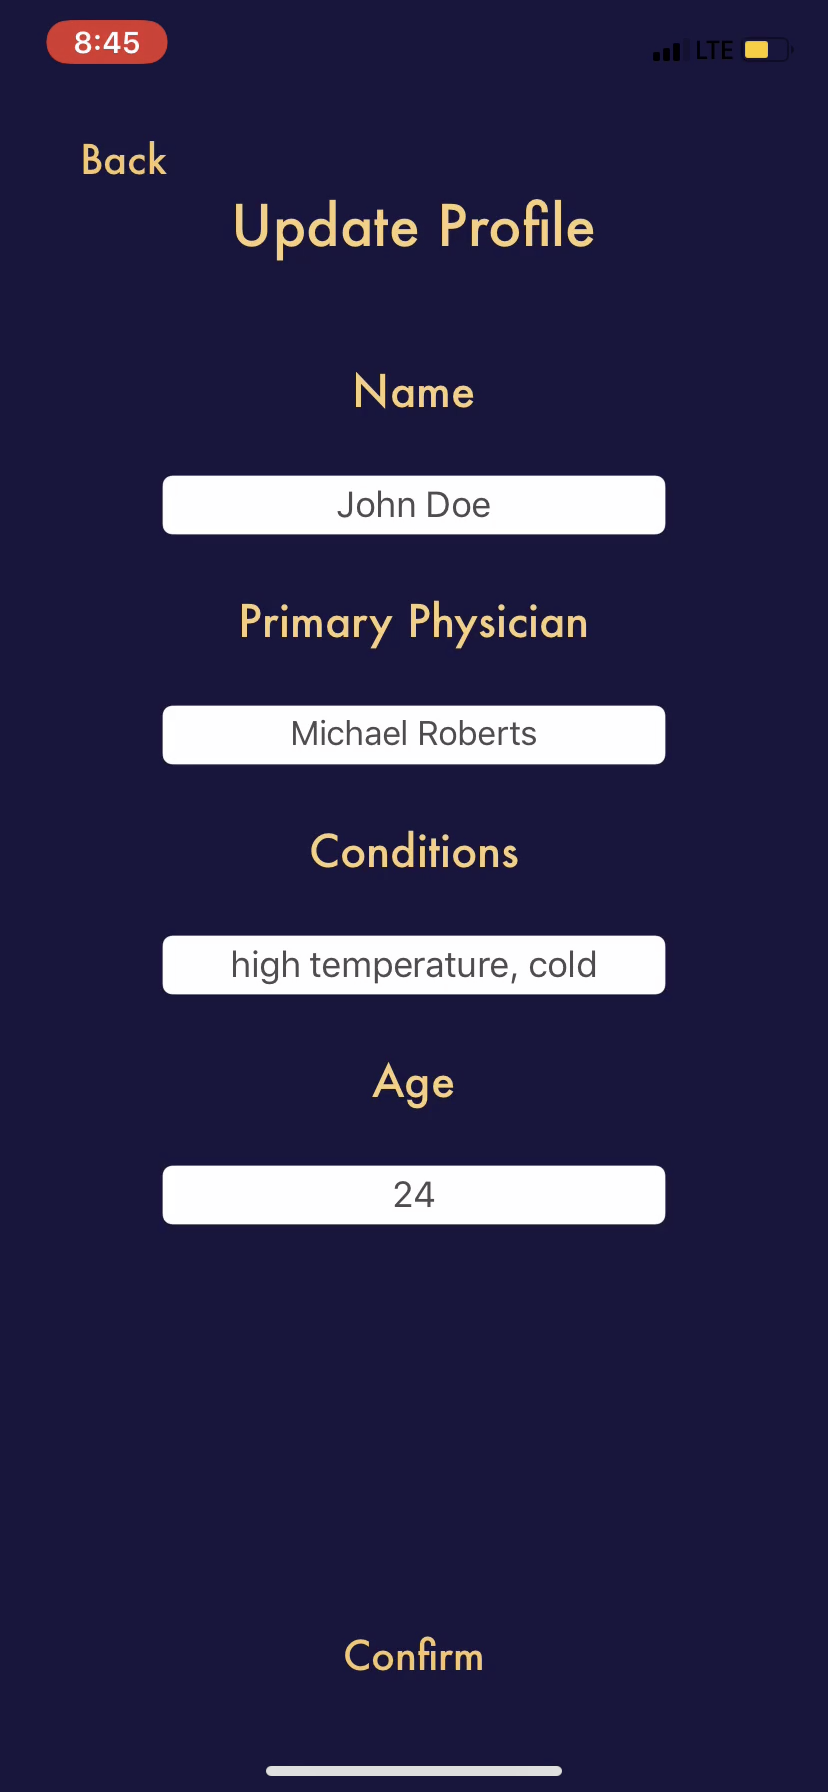 8:45
LTE
Back
Update Profile
Name
John Doe
Primary Physician
Michael Roberts
Conditions
high temperature, cold
Age
24
Confirm